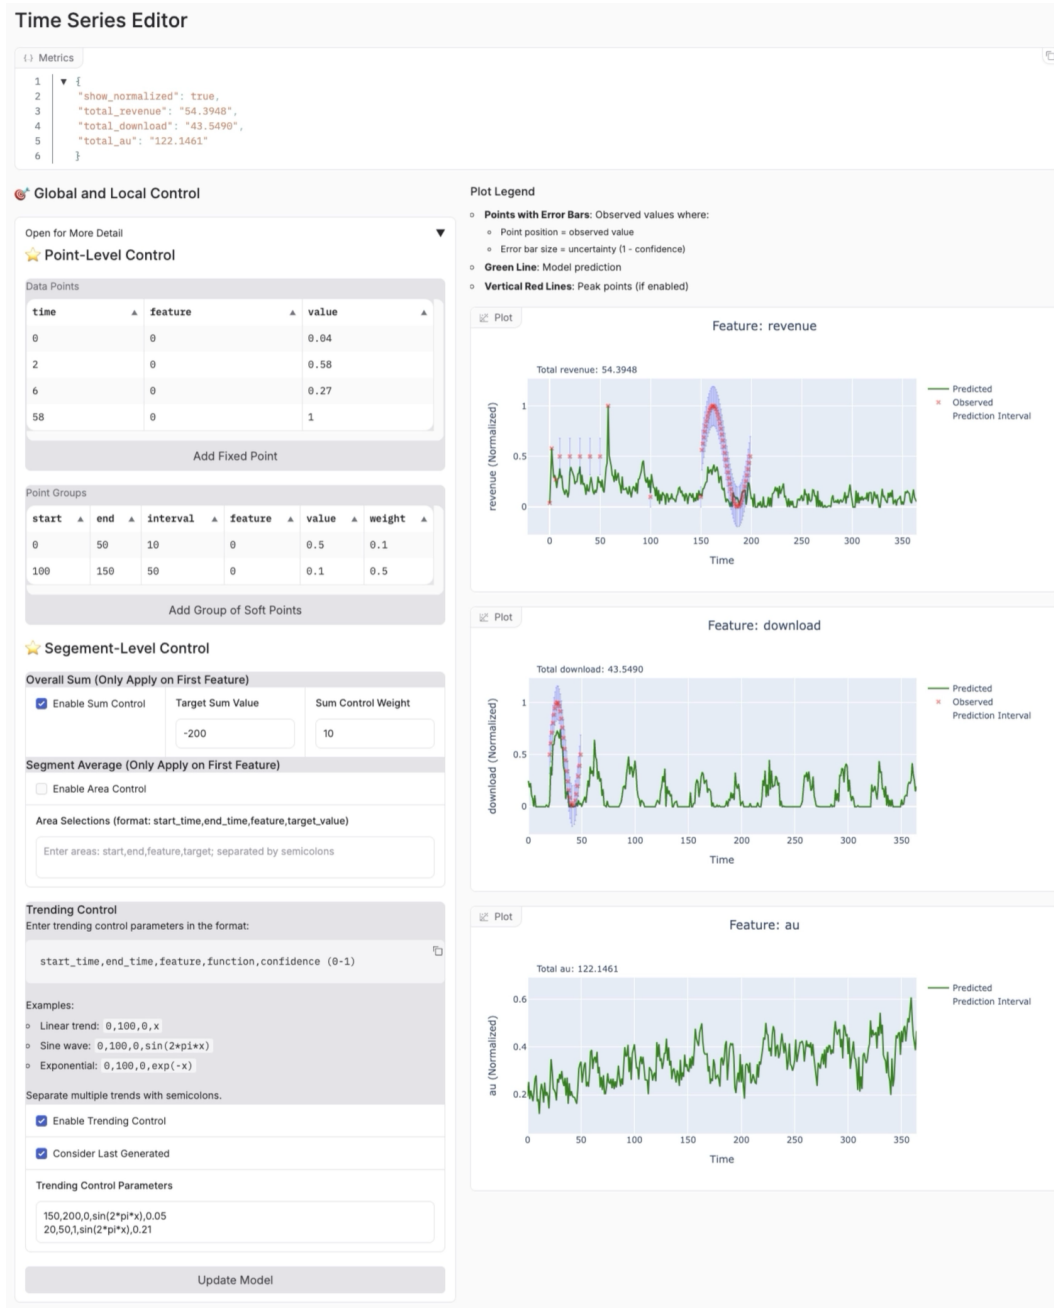 Time Series Editor
{} Metrics
1 ▼ {
2 "show_normalized": true,
3 "total_revenue": "54.3948",
4 "total_download": "43.5490",
5 "total_au": "122.1461"
6 }
🎯 Global and Local Control
Open for More Detail ▼
⭐ Point-Level Control
Data Points
time ▲ feature ▲ value ▲
0 0 0.04
2 0 0.58
6 0 0.27
58 0 1
Add Fixed Point
Point Groups
start ▲ end ▲ interval ▲ feature ▲ value ▲ weight ▲
0 50 10 0 0.5 0.1
100 150 50 0 0.1 0.5
Add Group of Soft Points
⭐ Segement-Level Control
Overall Sum (Only Apply on First Feature)
Enable Sum Control
Target Sum Value
-200
Sum Control Weight
10
Segment Average (Only Apply on First Feature)
Enable Area Control
Area Selections (format: start_time,end_time,feature,target_value)
Enter areas: start,end,feature,target; separated by semicolons
Trending Control
Enter trending control parameters in the format:
start_time,end_time,feature,function,confidence (0-1)
Examples:
Linear trend: 0,100,0,x
Sine wave: 0,100,0,sin(2*pi*x)
Exponential: 0,100,0,exp(-x)
Separate multiple trends with semicolons.
Enable Trending Control
Consider Last Generated
Trending Control Parameters
150,200,0,sin(2*pi*x),0.05
20,50,1,sin(2*pi*x),0.21
Update Model
Plot Legend
Points with Error Bars: Observed values where:
Point position = observed value
Error bar size = uncertainty (1 - confidence)
Green Line: Model prediction
Vertical Red Lines: Peak points (if enabled)
Plot
Feature: revenue
Total revenue: 54.3948
Predicted
Observed
Prediction Interval
revenue (Normalized)
1
0.5
0
0 50 100 150 200 250 300 350
Time
Plot
Feature: download
Total download: 43.5490
Predicted
Observed
Prediction Interval
download (Normalized)
1
0.5
0
0 50 100 150 200 250 300 350
Time
Plot
Feature: au
Total au: 122.1461
Predicted
Prediction Interval
au (Normalized)
0.6
0.4
0.2
0 50 100 150 200 250 300 350
Time